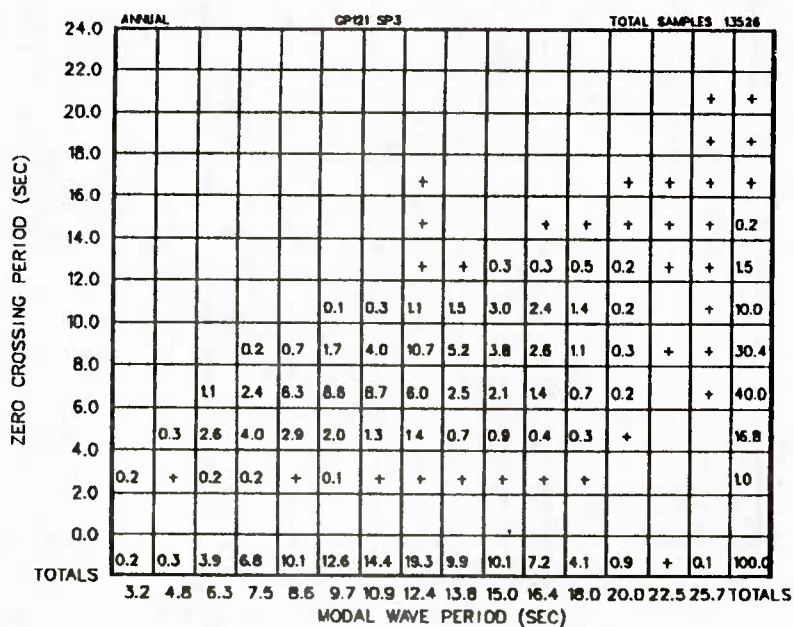 ANNUAL GP121 SP3 TOTAL SAMPLES 13526
24.0
22.0
+ +
20.0
+ +
18.0
+ + + + +
16.0
+ + + + + + 0.2
14.0
+ + 0.3 0.3 0.5 0.2 + + 1.5
12.0
0.1 0.3 1.1 1.5 3.0 2.4 1.4 0.2 + 10.0
10.0
0.2 0.7 1.7 4.0 10.7 5.2 3.8 2.6 1.1 0.3 + + 30.4
8.0
1.1 2.4 6.3 8.6 8.7 6.0 2.5 2.1 1.4 0.7 0.2 + 40.0
6.0
0.3 2.6 4.0 2.9 2.0 1.3 1.4 0.7 0.9 0.4 0.3 + 16.8
4.0
0.2 + 0.2 0.2 + 0.1 + + + + + + 1.0
2.0
0.0
0.2 0.3 3.9 6.8 10.1 12.6 14.4 19.3 9.9 10.1 7.2 4.1 0.9 + 0.1 100.0
TOTALS
3.2 4.8 6.3 7.5 8.6 9.7 10.9 12.4 13.8 15.0 16.4 18.0 20.0 22.5 25.7 TOTALS
MODAL WAVE PERIOD (SEC)
ZERO CROSSING PERIOD (SEC)